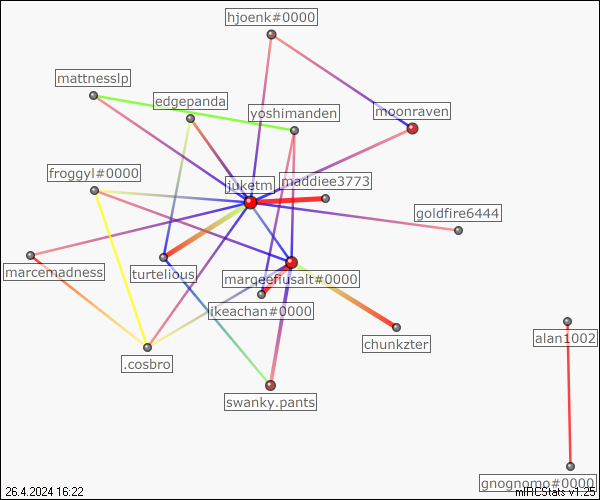 hjoenk#0000
mattnesslp
edgepanda
yoshimanden
moonraven
froggyl#0000
juketm
maddiee3773
goldfire6444
marcemadness
turtelious
marqeeflusalt#0000
ikeachan#0000
alan1002
chunkzter
.cosbro
swanky.pants
gnognomo#0000
26.4.2024 16:22
mIRCStats v1.25